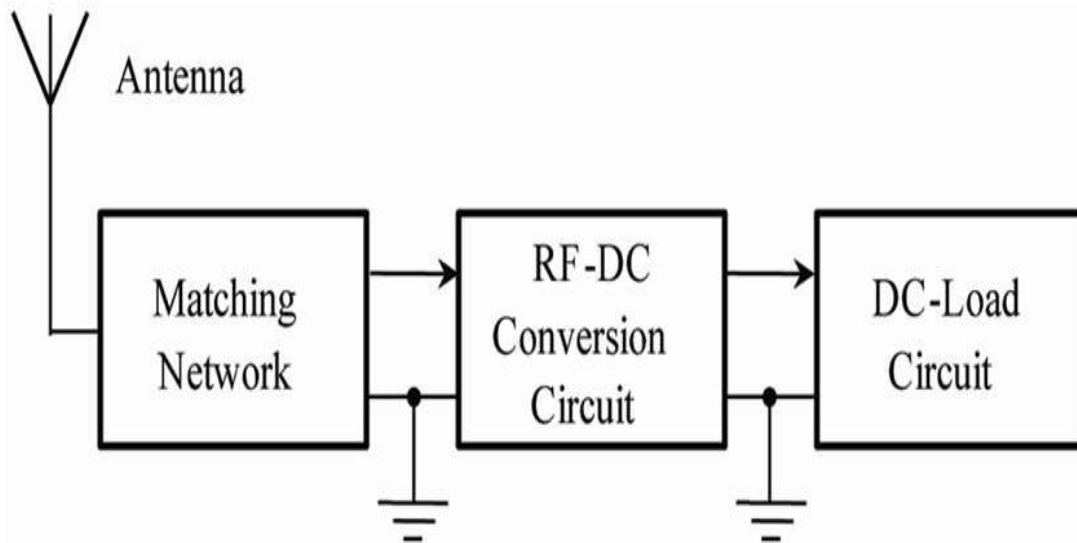 Antenna
Matching
Network
RF-DC
Conversion
Circuit
DC-Load
Circuit